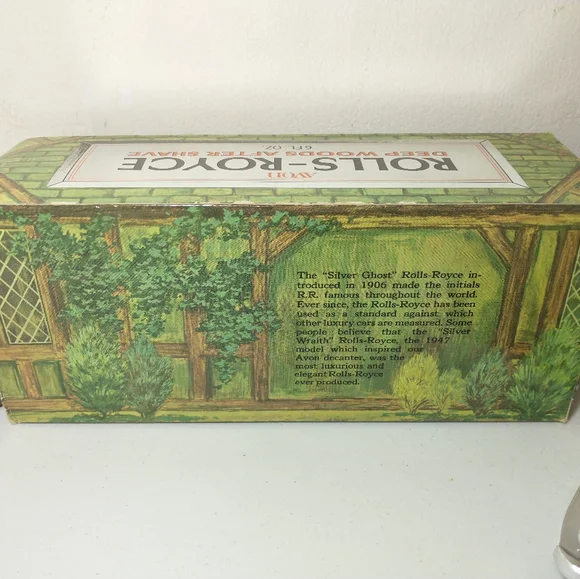 AVON
ROLLS-ROYCE
DEEP WOODS AFTER SHAVE
6 FL. OZ.
The "Silver Ghost" Rolls-Royce in-
troduced in 1906 made the initials
R.R. famous throughout the world.
Ever since, the Rolls-Royce has been
used as a standard against which
other luxury cars are measured. Some
people believe that the "Silver
Wraith" Rolls-Royce, the 1947
model which inspired our
Avon decanter, was the
most luxurious and
elegant Rolls-Royce
ever produced.